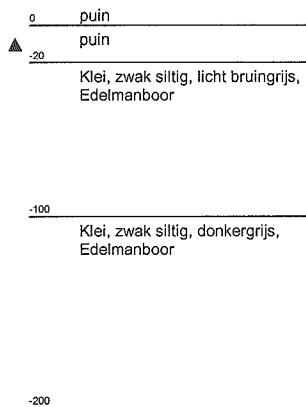 0 puin
puin
-20
Klei, zwak siltig, licht bruingrijs,
Edelmanboor
-100
Klei, zwak siltig, donkergrijs,
Edelmanboor
-200